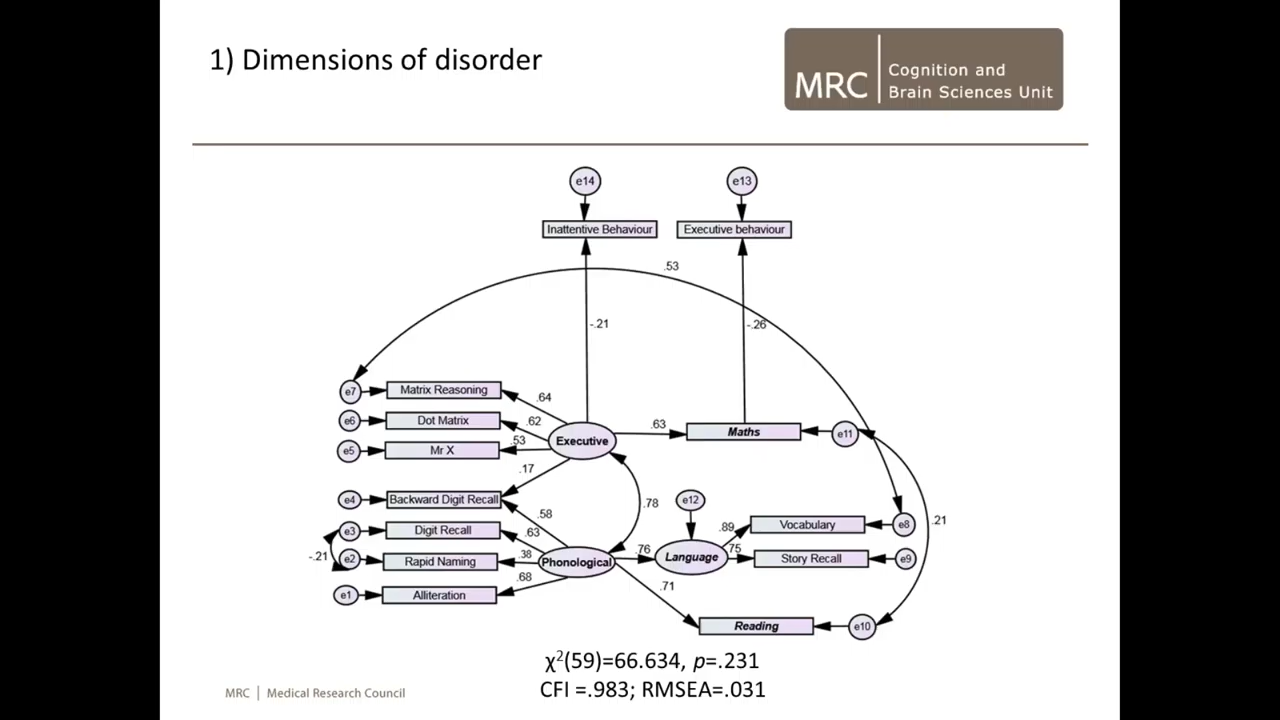 1) Dimensions of disorder
MRC
Cognition and
Brain Sciences Unit
e14
e13
Inattentive Behaviour
Executive behaviour
.53
-.21
-.26
e7
Matrix Reasoning
.64
e6
Dot Matrix
.62
.63
Maths
e11
Executive
e5
Mr X
.53
.17
e4
Backward Digit Recall
e12
.78
.58
.89
Vocabulary
e8
.21
e3
Digit Recall
.63
-.21
e2
Rapid Naming
.38
Phonological
.76
Language
.75
Story Recall
e9
.68
.71
e1
Alliteration
Reading
e10
χ²(59)=66.634, p=.231
CFI =.983; RMSEA=.031
MRC | Medical Research Council